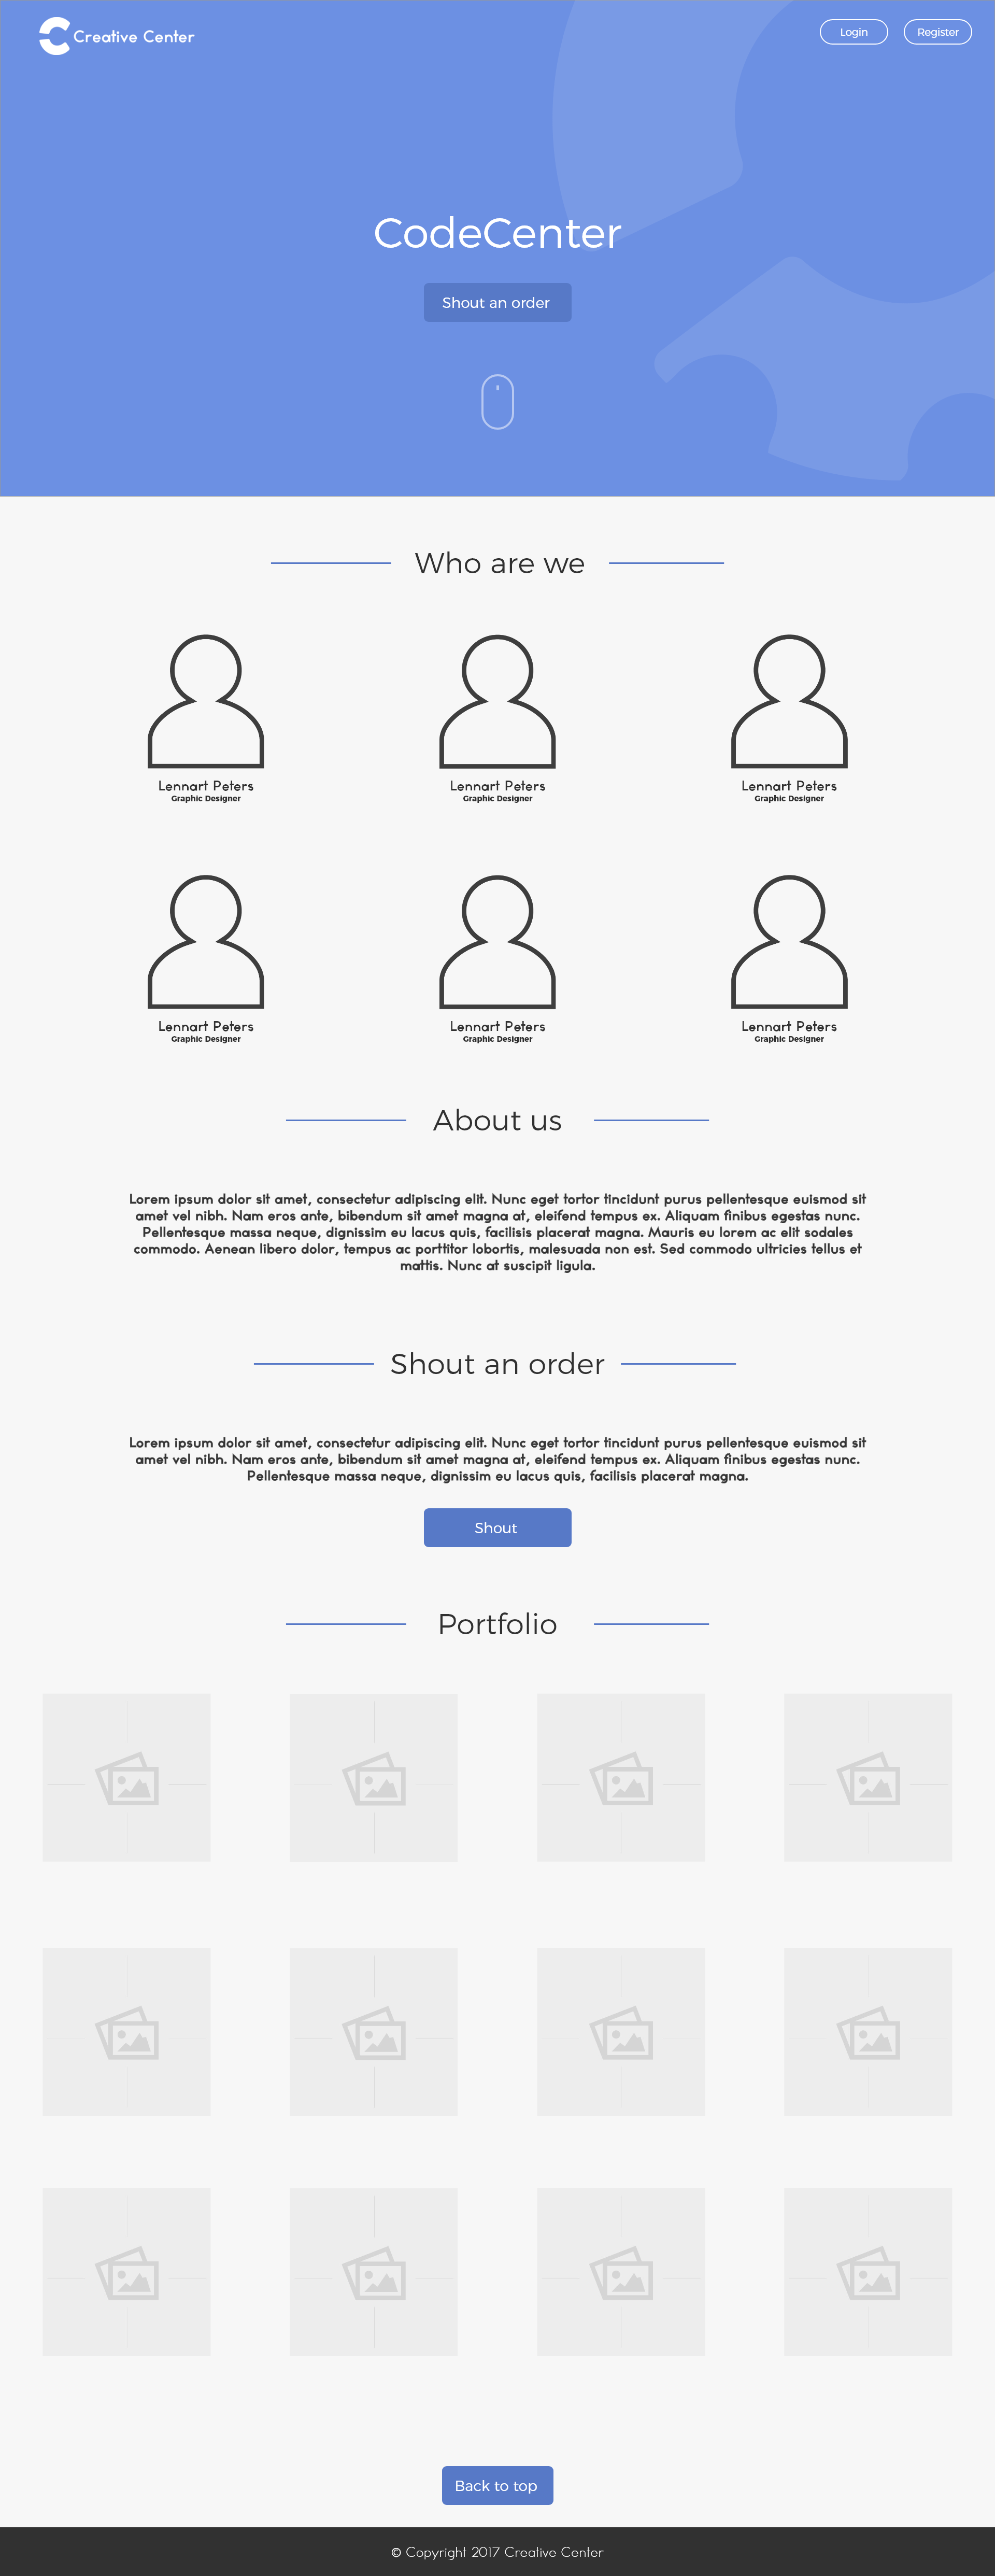 Creative Center
Login
Register
CodeCenter
Shout an order
Who are we
Lennart Peters
Graphic Designer
Lennart Peters
Graphic Designer
Lennart Peters
Graphic Designer
Lennart Peters
Graphic Designer
Lennart Peters
Graphic Designer
Lennart Peters
Graphic Designer
About us
Lorem ipsum dolor sit amet, consectetur adipiscing elit. Nunc eget tortor tincidunt purus pellentesque euismod sit
amet vel nibh. Nam eros ante, bibendum sit amet magna at, eleifend tempus ex. Aliquam finibus egestas nunc.
Pellentesque massa neque, dignissim eu lacus quis, facilisis placerat magna. Mauris eu lorem ac elit sodales
commodo. Aenean libero dolor, tempus ac porttitor lobortis, malesuada non est. Sed commodo ultricies tellus et
mattis. Nunc at suscipit ligula.
Shout an order
Lorem ipsum dolor sit amet, consectetur adipiscing elit. Nunc eget tortor tincidunt purus pellentesque euismod sit
amet vel nibh. Nam eros ante, bibendum sit amet magna at, eleifend tempus ex. Aliquam finibus egestas nunc.
Pellentesque massa neque, dignissim eu lacus quis, facilisis placerat magna.
Shout
Portfolio
Back to top
© Copyright 2017 Creative Center